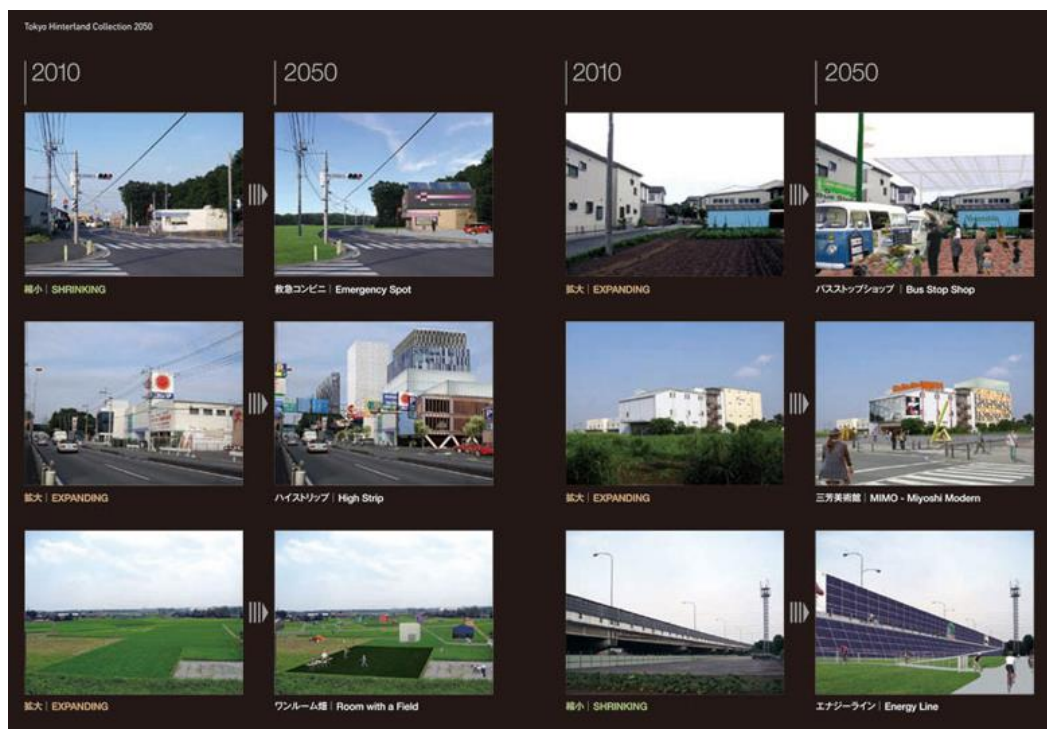 Tokyo Hinterland Collection 2050
2010
2050
2010
2050
縮小 | SHRINKING
救急コンビニ | Emergency Spot
拡大 | EXPANDING
バスストップショップ | Bus Stop Shop
拡大 | EXPANDING
ハイストリップ | High Strip
拡大 | EXPANDING
三芳美術館 | MIMO - Miyoshi Modern
拡大 | EXPANDING
ワンルーム畑 | Room with a Field
縮小 | SHRINKING
エナジーライン | Energy Line